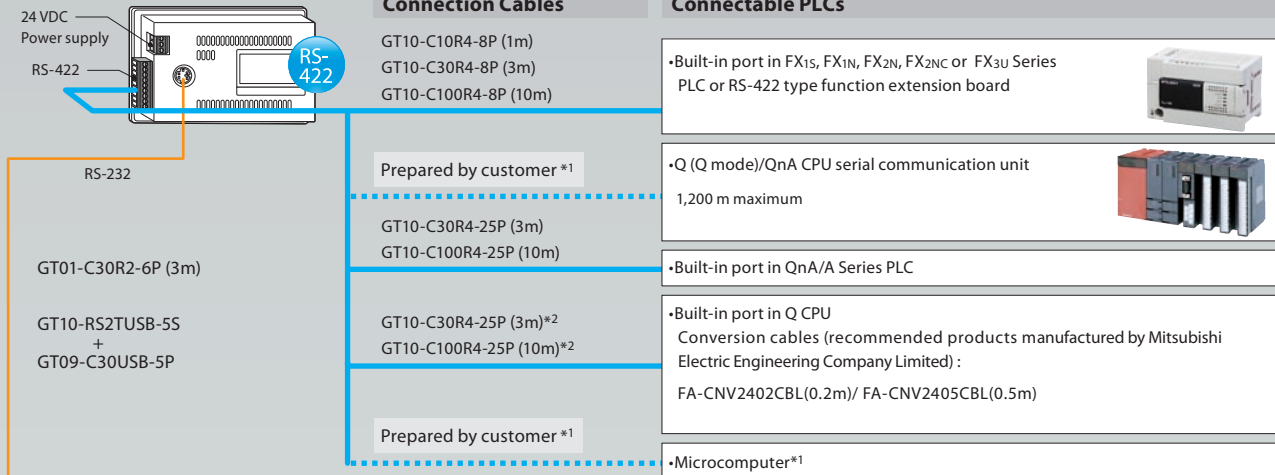 Connection Cables
Connectable PLCs
24 VDC
Power supply
RS-422
RS-
422
RS-232
GT01-C30R2-6P (3m)
GT10-RS2TUSB-5S
+
GT09-C30USB-5P
GT10-C10R4-8P (1m)
GT10-C30R4-8P (3m)
GT10-C100R4-8P (10m)
•Built-in port in FX1S, FX1N, FX2N, FX2NC or FX3U Series
PLC or RS-422 type function extension board
Prepared by customer *1
•Q (Q mode)/QnA CPU serial communication unit
1,200 m maximum
GT10-C30R4-25P (3m)
GT10-C100R4-25P (10m)
•Built-in port in QnA/A Series PLC
GT10-C30R4-25P (3m)*2
GT10-C100R4-25P (10m)*2
•Built-in port in Q CPU
Conversion cables (recommended products manufactured by Mitsubishi
Electric Engineering Company Limited) :
FA-CNV2402CBL(0.2m)/ FA-CNV2405CBL(0.5m)
Prepared by customer *1
•Microcomputer*1